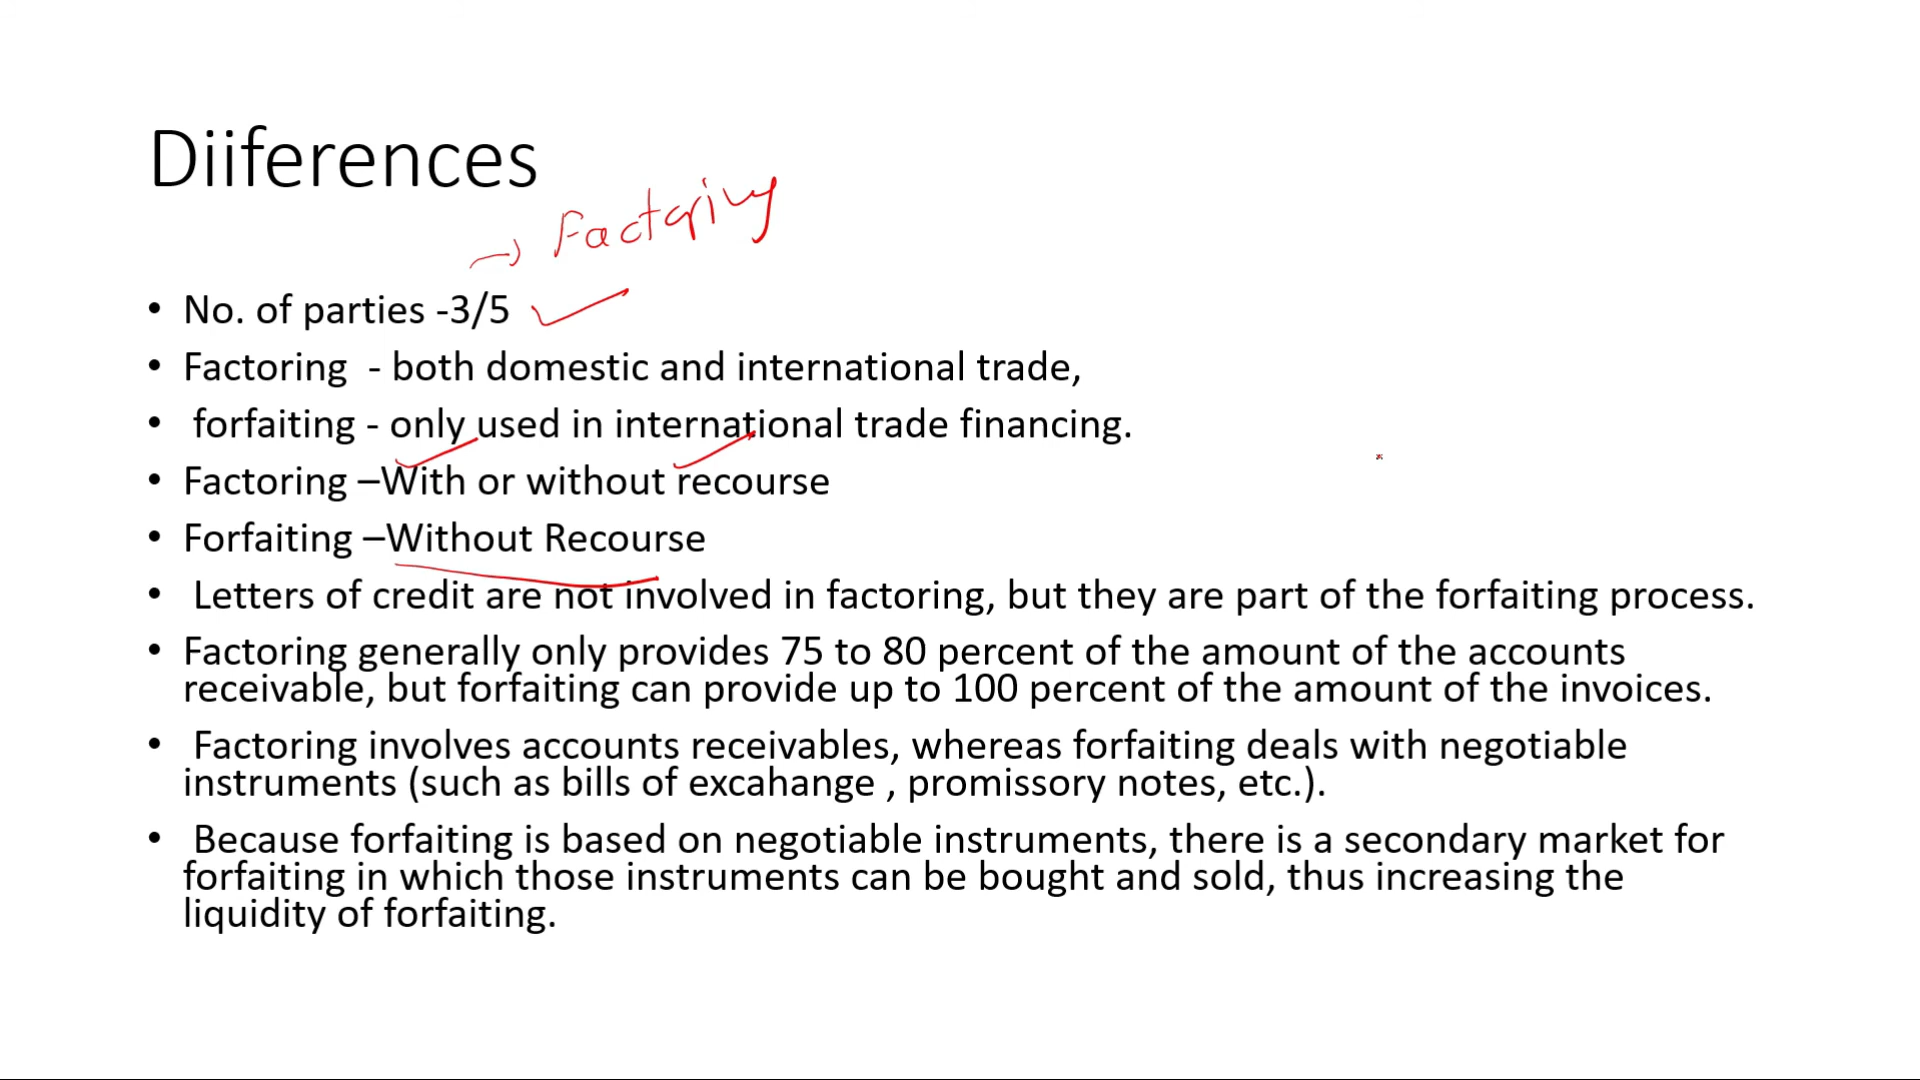 Diiferences
→ Factoring
• No. of parties -3/5
• Factoring - both domestic and international trade,
• forfaiting - only used in international trade financing.
• Factoring –With or without recourse
• Forfaiting –Without Recourse
• Letters of credit are not involved in factoring, but they are part of the forfaiting process.
• Factoring generally only provides 75 to 80 percent of the amount of the accounts
receivable, but forfaiting can provide up to 100 percent of the amount of the invoices.
• Factoring involves accounts receivables, whereas forfaiting deals with negotiable
instruments (such as bills of excahange , promissory notes, etc.).
• Because forfaiting is based on negotiable instruments, there is a secondary market for
forfaiting in which those instruments can be bought and sold, thus increasing the
liquidity of forfaiting.